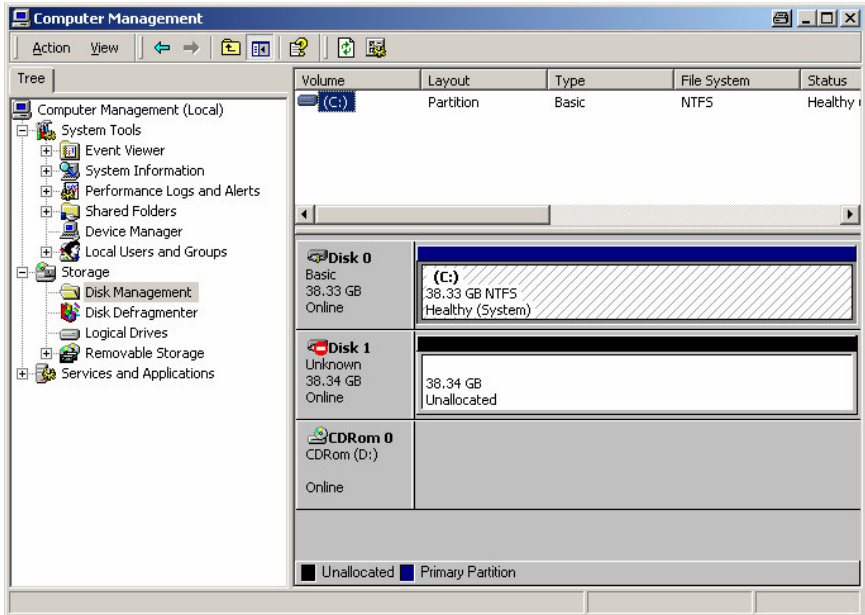 Computer Management
Action View
Tree
Computer Management (Local)
System Tools
Event Viewer
System Information
Performance Logs and Alerts
Shared Folders
Device Manager
Local Users and Groups
Storage
Disk Management
Disk Defragmenter
Logical Drives
Removable Storage
Services and Applications
Volume Layout Type File System Status
(C:) Partition Basic NTFS Healthy
Disk 0
Basic
38.33 GB
Online
(C:)
38.33 GB NTFS
Healthy (System)
Disk 1
Unknown
38.34 GB
Online
38.34 GB
Unallocated
CDRom 0
CDRom (D:)
Online
Unallocated Primary Partition